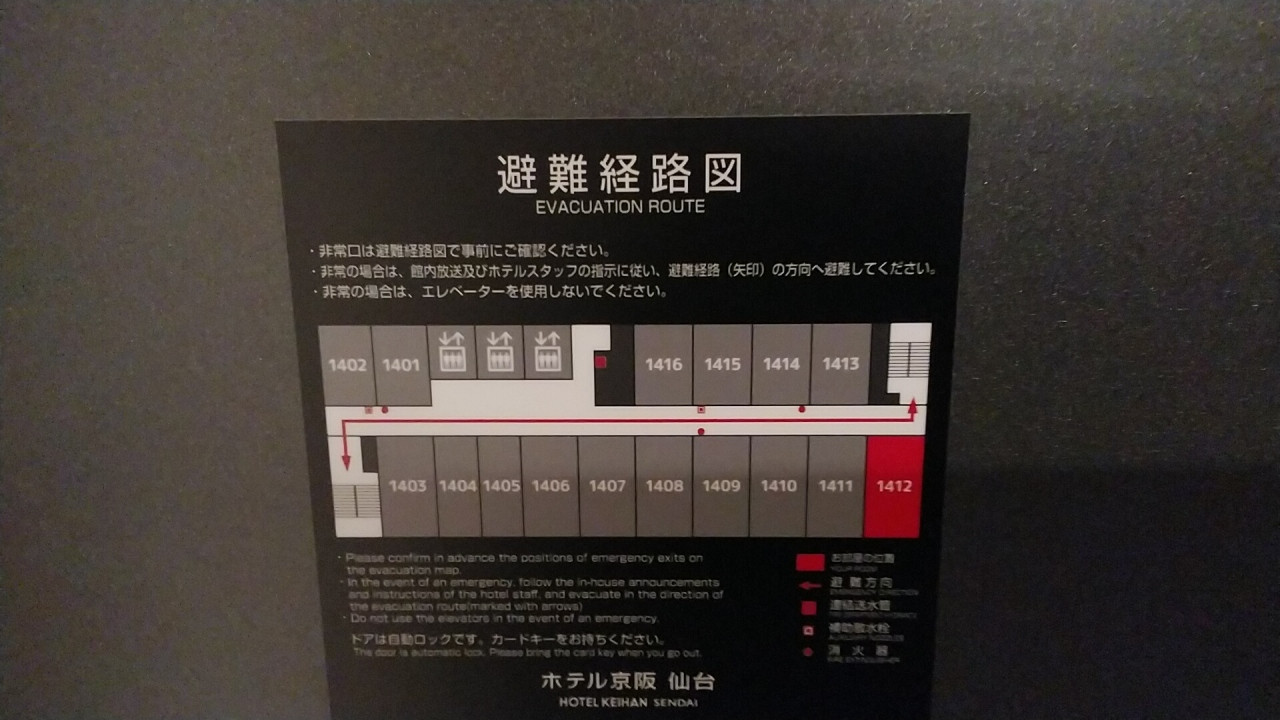 避難経路図
EVACUATION ROUTE
・非常口は避難経路図で事前にご確認ください。
・非常の場合は、館内放送及びホテルスタッフの指示に従い、避難経路（矢印）の方向へ避難してください。
・非常の場合は、エレベーターを使用しないでください。
1402 1401 1416 1415 1414 1413
1403 1404 1405 1406 1407 1408 1409 1410 1411 1412
・Please confirm in advance the positions of emergency exits on
the evacuation map.
・In the event of an emergency, follow the in-house announcements
and instructions of the hotel staff, and evacuate in the direction of
the evacuation route(marked with arrows)
・Do not use the elevators in the event of an emergency.
ドアは自動ロックです。カードキーをお持ちください。
The door is automatic lock. Please bring the card key when you go out.
お部屋の位置
YOUR ROOM
避難方向
EMERGENCY DIRECTION
連結送水管
補助散水栓
消火器
FIRE EXTINGUISHER
ホテル京阪 仙台
HOTEL KEIHAN SENDAI